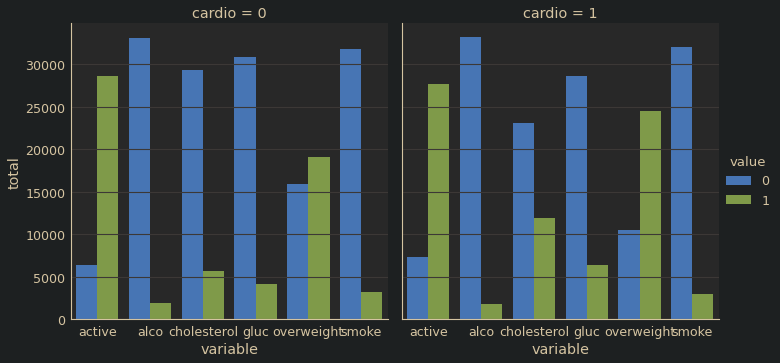 cardio = 0
cardio = 1
total
30000
25000
20000
15000
10000
5000
0
active alco cholesterol gluc overweight smoke
active alco cholesterol gluc overweight smoke
variable
variable
value
0
1